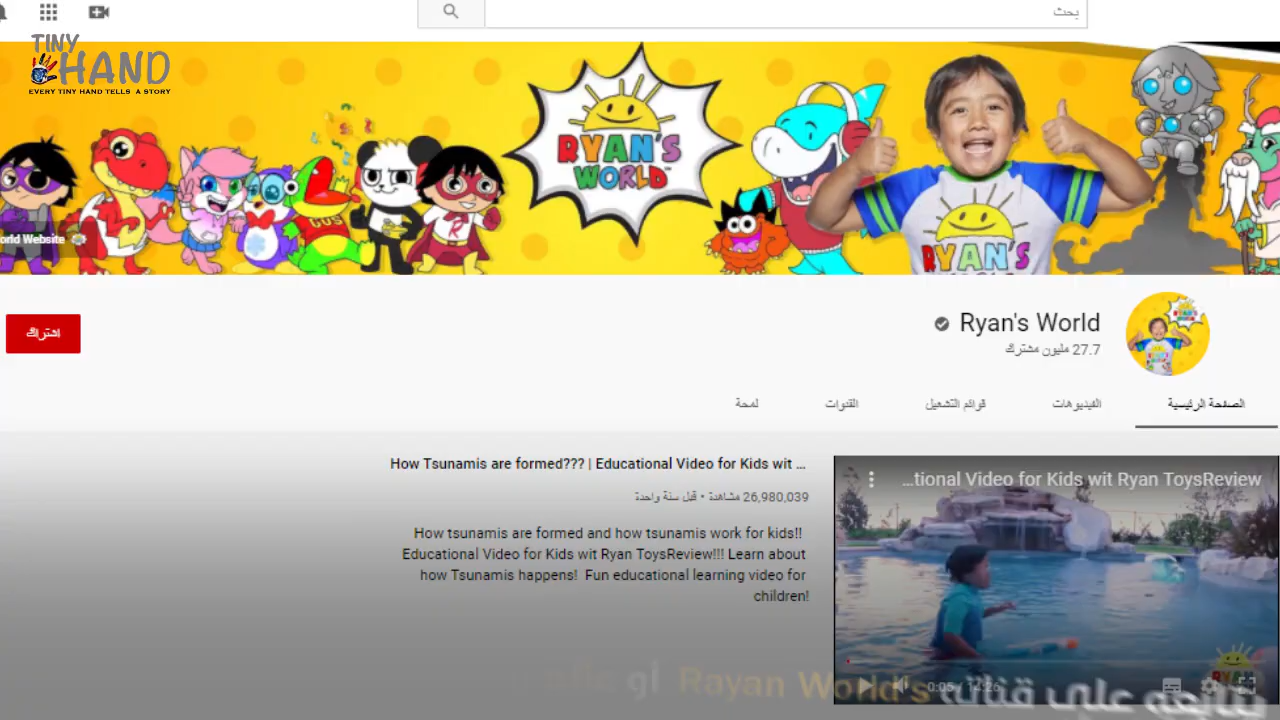 بحث
TINY
HAND
EVERY TINY HAND TELLS A STORY
RYAN'S
WORLD
GUS
R
RYAN'S
orld Website
Ryan's World
27.7 مليون مشترك
اشتراك
الصفحة الرئيسية
الفيديوهات
قوائم التشغيل
القنوات
لمحة
How Tsunamis are formed??? | Educational Video for Kids wit ...
26,980,039 مشاهدة • قبل سنة واحدة
How tsunamis are formed and how tsunamis work for kids!!
Educational Video for Kids wit Ryan ToysReview!!! Learn about
how Tsunamis happens! Fun educational learning video for
children!
...tional Video for Kids wit Ryan ToysReview
0:05 / 14:26
على قناته Rayan World's أو